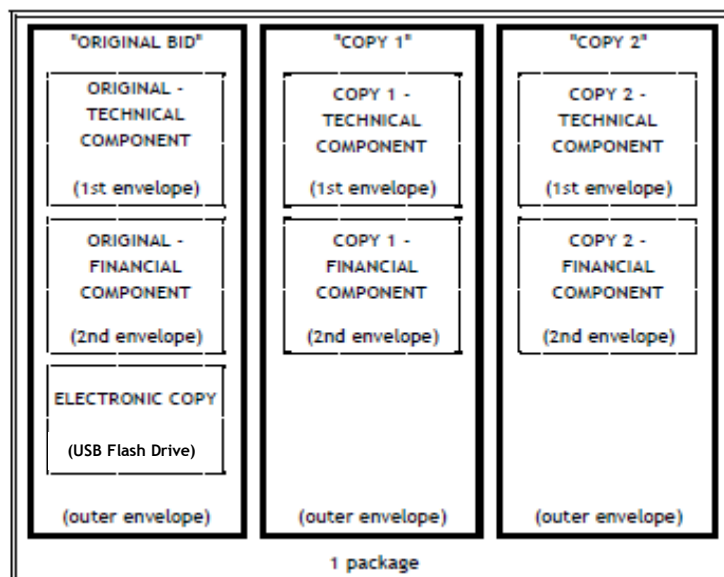 "ORIGINAL BID"
ORIGINAL -
TECHNICAL
COMPONENT
(1st envelope)
ORIGINAL -
FINANCIAL
COMPONENT
(2nd envelope)
ELECTRONIC COPY
(USB Flash Drive)
(outer envelope)
"COPY 1"
COPY 1 -
TECHNICAL
COMPONENT
(1st envelope)
COPY 1 -
FINANCIAL
COMPONENT
(2nd envelope)
(outer envelope)
"COPY 2"
COPY 2 -
TECHNICAL
COMPONENT
(1st envelope)
COPY 2 -
FINANCIAL
COMPONENT
(2nd envelope)
(outer envelope)
1 package